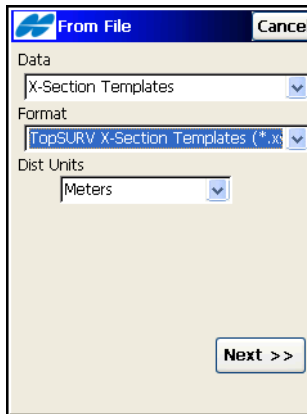 From File
Cance
Data
X-Section Templates
Format
TopSURV X-Section Templates (*.x
Dist Units
Meters
Next >>